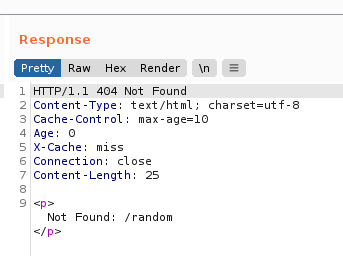 Response
Pretty Raw Hex Render \n ≡
1 HTTP/1.1 404 Not Found
2 Content-Type: text/html; charset=utf-8
3 Cache-Control: max-age=10
4 Age: 0
5 X-Cache: miss
6 Connection: close
7 Content-Length: 25
8
9 <p>
Not Found: /random
</p>